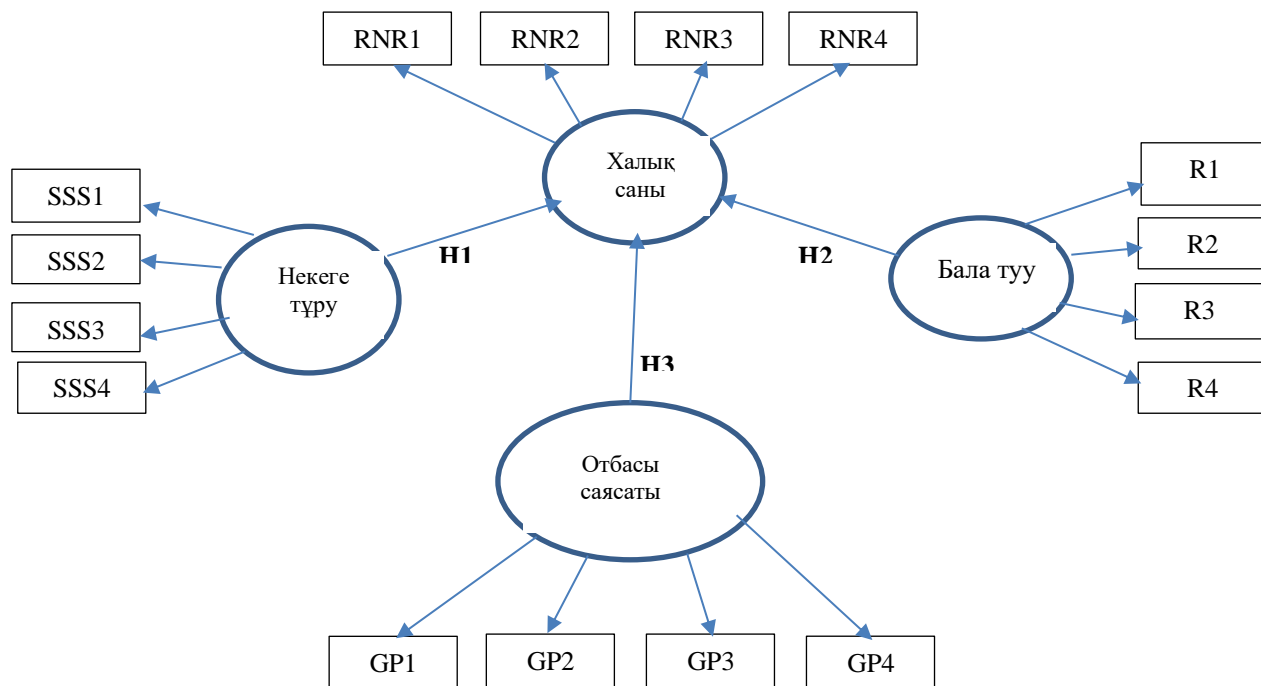 RNR1 RNR2 RNR3 RNR4
Халық
саны
R1
SSS1
R2
SSS2
H1
H2
Некеге
тұру
Бала туу
R3
SSS3
H3
SSS4
R4
Отбасы
саясаты
GP1 GP2 GP3 GP4